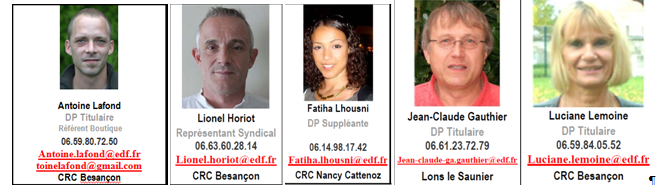 Antoine Lafond
DP Titulaire
Référent Boutique
06.59.80.72.50
Antoine.lafond@edf.fr
toinelafond@gmail.com
CRC Besançon
Lionel Horiot
Représentant Syndical
06.63.60.28.14
Lionel.horiot@edf.fr
CRC Besançon
Fatiha Lhousni
DP Suppléante
06.14.98.17.42
Fatiha.lhousni@edf.fr
CRC Nancy Cattenoz
Jean-Claude Gauthier
DP Titulaire
06.61.23.72.79
Jean-claude-ga.gauthier@edf.fr
Lons le Saunier
Luciane Lemoine
DP Titulaire
06.59.84.05.52
Luciane.lemoine@edf.fr
CRC Besançon